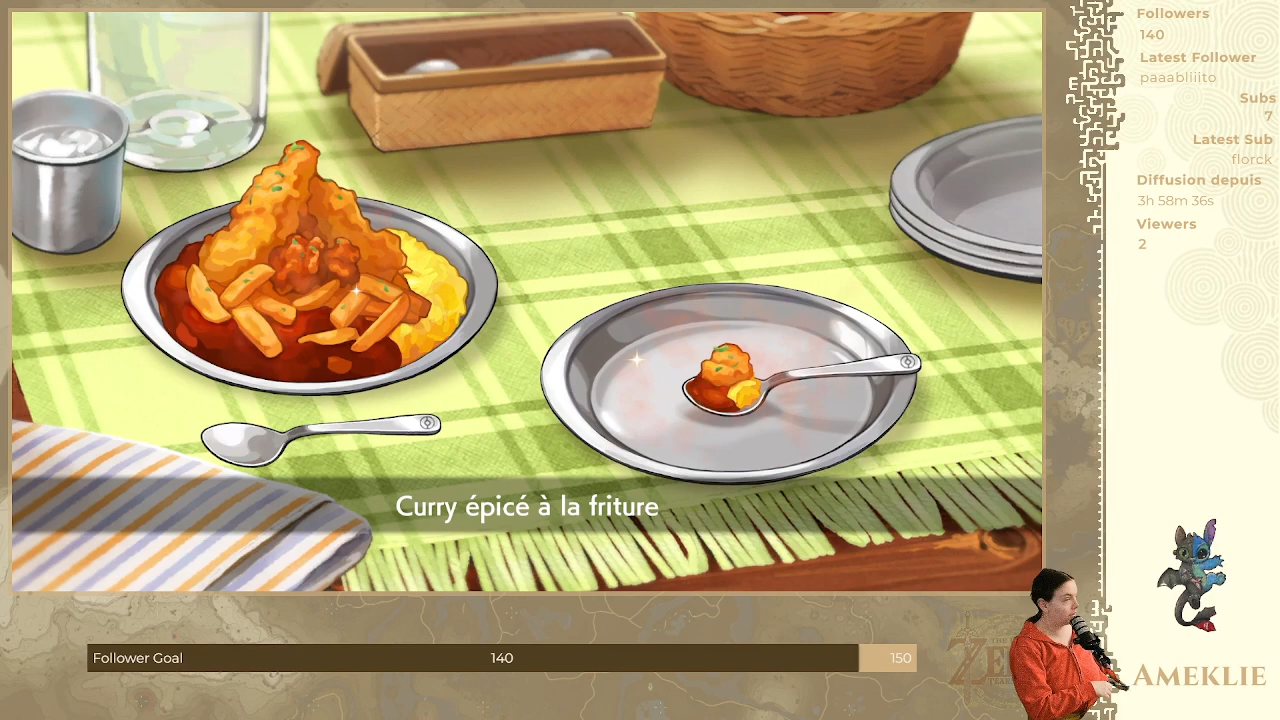 Followers
140
Latest Follower
paaabliiito
Subs
7
Latest Sub
florck
Diffusion depuis
3h 58m 36s
Viewers
2
Curry épicé à la friture
Follower Goal 140 150
AMEKLIE